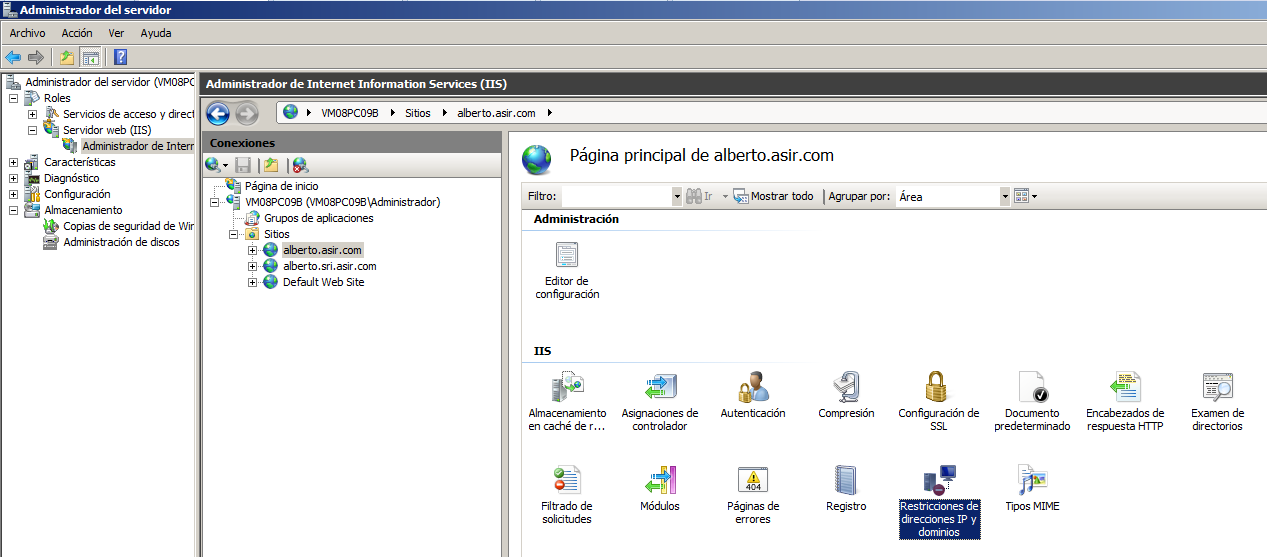 Administrador del servidor
Archivo Acción Ver Ayuda
Administrador del servidor (VM08PC
Roles
Servicios de acceso y direct
Servidor web (IIS)
Administrador de Interr
Características
Diagnóstico
Configuración
Almacenamiento
Copias de seguridad de Wir
Administración de discos
Administrador de Internet Information Services (IIS)
VM08PC09B Sitios alberto.asir.com
Conexiones
Página de inicio
VM08PC09B (VM08PC09B\Administrador)
Grupos de aplicaciones
Sitios
alberto.asir.com
alberto.sri.asir.com
Default Web Site
Página principal de alberto.asir.com
Filtro: Ir Mostrar todo Agrupar por: Área
Administración
Editor de
configuración
IIS
Almacenamiento
en caché de r...
Asignaciones de
controlador
Autenticación
Compresión
Configuración de
SSL
Documento
predeterminado
Encabezados de
respuesta HTTP
Examen de
directorios
Filtrado de
solicitudes
Módulos
404
Páginas de
errores
Registro
Restricciones de
direcciones IP y
dominios
Tipos MIME